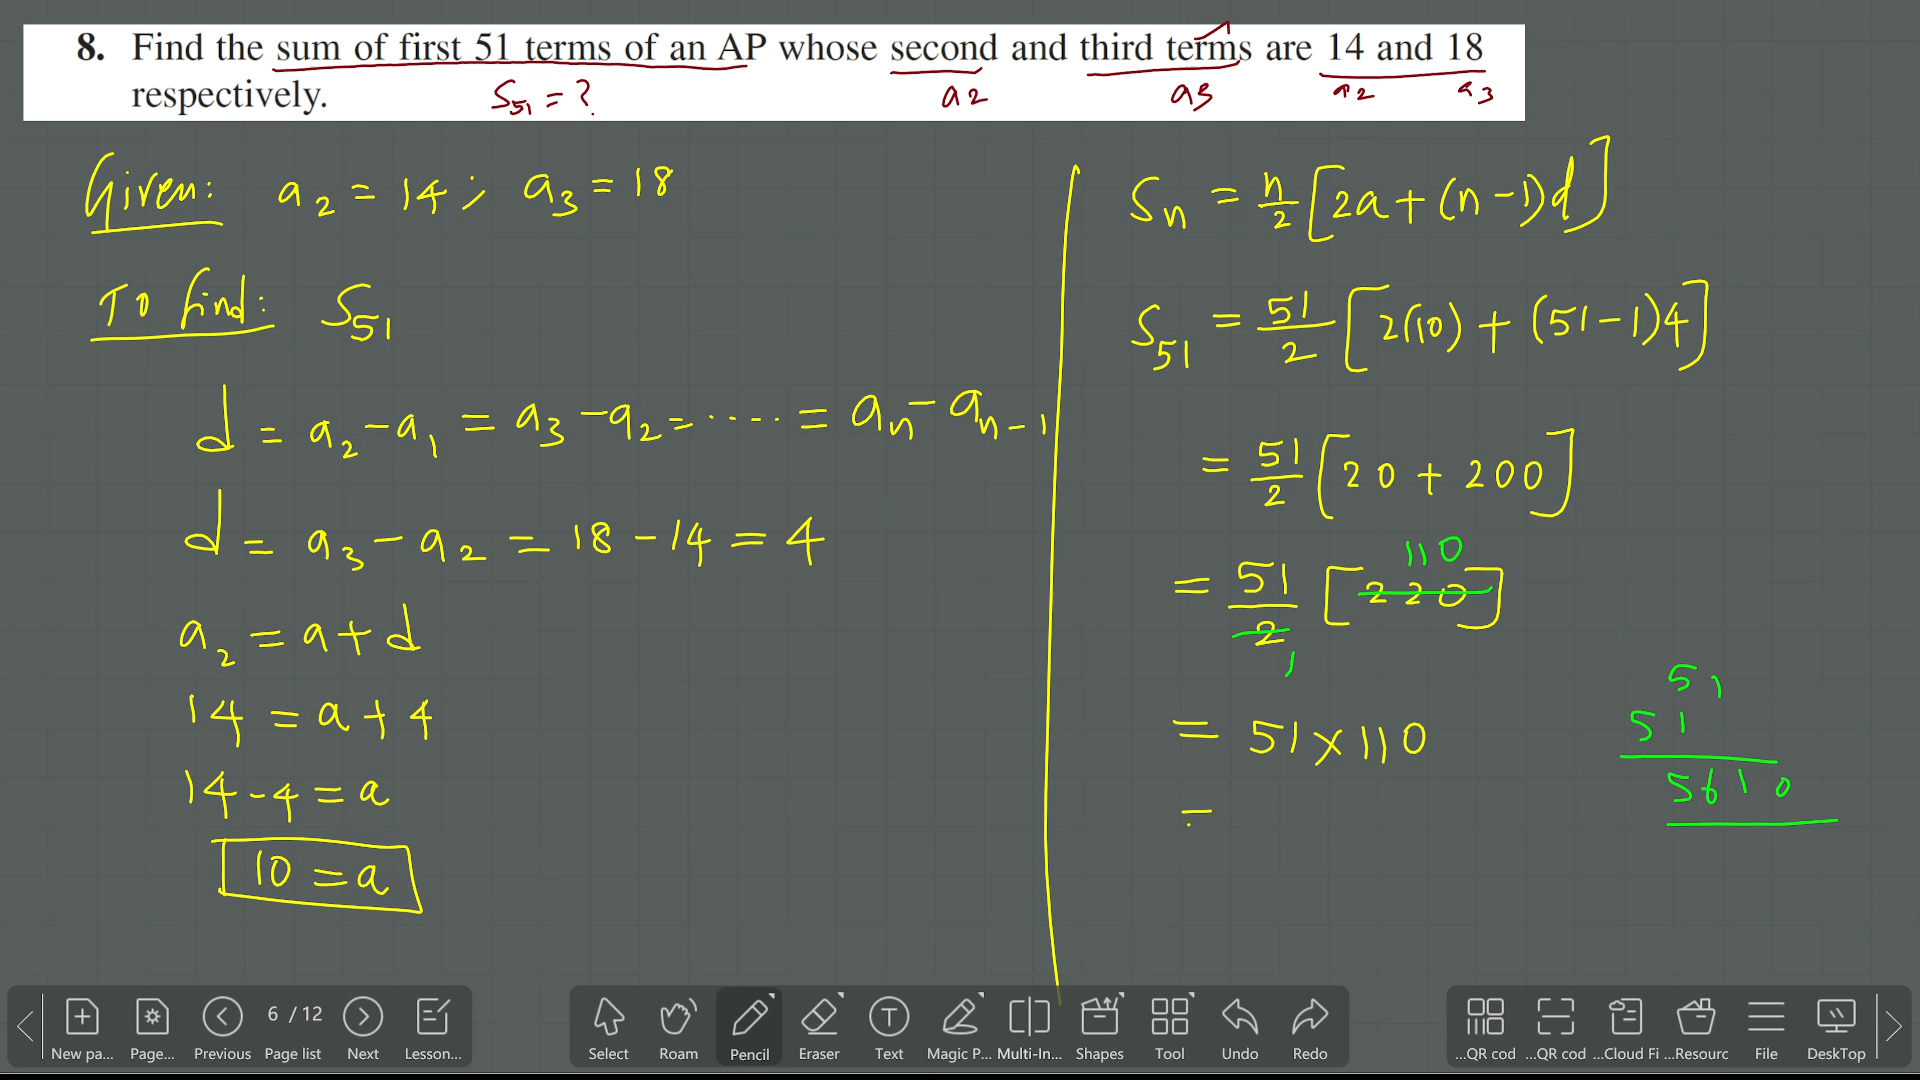 8. Find the sum of first 51 terms of an AP whose second and third terms are 14 and 18
respectively.
S51 = ? a2 a3 a2 a3
Given: a2 = 14; a3 = 18
To find: S51
d = a2 - a1 = a3 - a2 = ..... = an - an-1
d = a3 - a2 = 18 - 14 = 4
a2 = a + d
14 = a + 4
14 - 4 = a
10 = a
Sn = n/2 [2a + (n-1)d]
S51 = 51/2 [2(10) + (51-1)4]
= 51/2 [20 + 200]
110
= 51/2 [220]
1
= 51 x 110
=
51
51
5610
New pa... Page... Previous 6 / 12 Page list Next Lesson...
Select Roam Pencil Eraser Text Magic P... Multi-In... Shapes Tool Undo Redo
...QR cod ...QR cod ...Cloud Fi ...Resourc File DeskTop